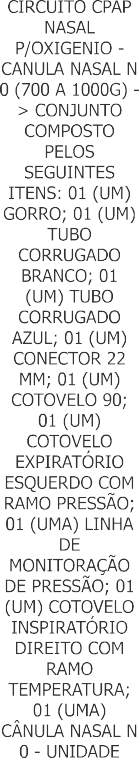 CIRCUITO CPAP
NASAL
P/OXIGENIO -
CANULA NASAL N
0 (700 A 1000G) -
> CONJUNTO
COMPOSTO
PELOS
SEGUINTES
ITENS: 01 (UM)
GORRO; 01 (UM)
TUBO
CORRUGADO
BRANCO; 01
(UM) TUBO
CORRUGADO
AZUL; 01 (UM)
CONECTOR 22
MM; 01 (UM)
COTOVELO 90;
01 (UM)
COTOVELO
EXPIRATÓRIO
ESQUERDO COM
RAMO PRESSÃO;
01 (UMA) LINHA
DE
MONITORAÇÃO
DE PRESSÃO; 01
(UM) COTOVELO
INSPIRATÓRIO
DIREITO COM
RAMO
TEMPERATURA;
01 (UMA)
CÂNULA NASAL N
0 - UNIDADE